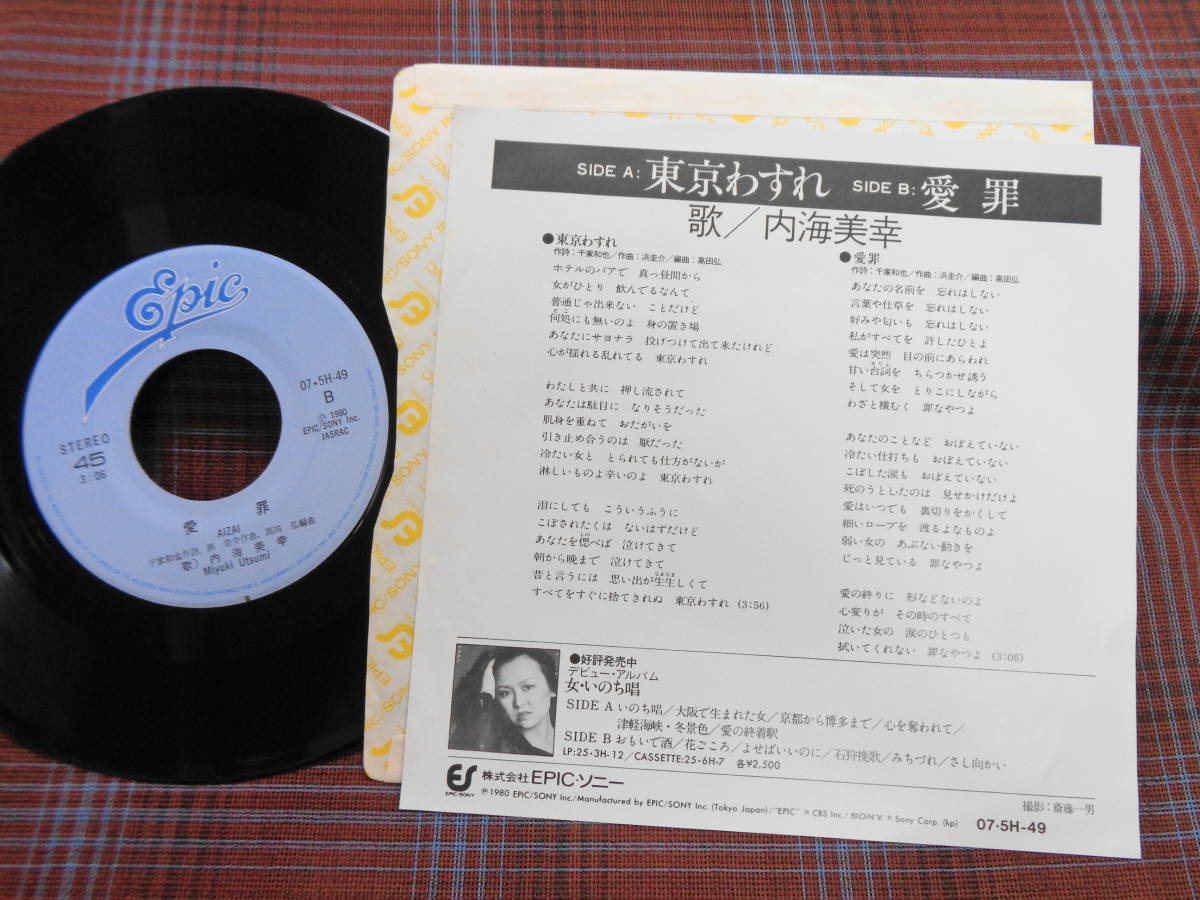 Epic
STEREO
45
3:06
07・5H-49
B
Ⓟ 1980
EPIC/SONY Inc.
JASRAC
愛 罪
AIZAI
千家和也作詩、浜 圭介作曲、高田 弘編曲
歌) 内 海 美 幸
Miyuki Utsumi
SIDE A: 東京わすれ SIDE B: 愛 罪
歌／内海美幸
●東京わすれ
作詩：千家和也／作曲：浜圭介／編曲：高田弘
ホテルのバアで 真っ昼間から
女がひとり 飲んでるなんて
普通じゃ出来ない ことだけど
何処にも無いのよ 身の置き場
あなたにサヨナラ 投げつけて出て来たけれど
心が揺れる乱れてる 東京わすれ
わたしと共に 押し流されて
あなたは駄目に なりそうだった
肌身を重ねて おたがいを
引き止め合うのは 厭だった
冷たい女と とられても仕方がないが
淋しいものよ辛いのよ 東京わすれ
泪にしても こういうふうに
こぼされたくは ないはずだけど
あなたを偲べば 泣けてきて
朝から晩まで 泣けてきて
昔と言うには 思い出が生生しくて
すべてをすぐに捨てきれぬ 東京わすれ (3:56)
●愛罪
作詩：千家和也／作曲：浜圭介／編曲：高田弘
あなたの名前を 忘れはしない
言葉や仕草を 忘れはしない
好みや匂いも 忘れはしない
私がすべてを 許したひとよ
愛は突然 目の前にあらわれ
甘い台詞を ちらつかせ誘う
そして女を とりこにしながら
わざと横むく 罪なやつよ
あなたのことなど おぼえていない
冷たい仕打ちも おぼえていない
こぼした涙も おぼえていない
死のうとしたのは 見せかけだけよ
愛はいつでも 裏切りをかくして
細いロープを 渡るよなものよ
弱い女の あぶない動きを
じっと見ている 罪なやつよ
愛の終りに 形などないのよ
心変りが その時のすべて
泣いた女の 涙のひとつも
拭いてくれない 罪なやつよ (3:06)
●好評発売中
デビュー・アルバム
女・いのち唱
SIDE A いのち唱／大阪で生まれた女／京都から博多まで／心を奪われて／
津軽海峡・冬景色／愛の終着駅
SIDE B おもいで酒／花ごころ／よせばいいのに／石狩挽歌／みちづれ／さし向かい
LP:25・3H-12／CASSETTE:25・6H-7 各¥2,500
ES 株式会社EPIC・ソニー
EPIC/SONY
Ⓟ 1980 EPIC/SONY Inc./Manufactured by EPIC/SONY Inc. (Tokyo Japan)/"EPIC" ® CBS Inc./SONY ® Sony Corp. (kp)
撮影：斎藤一男
07・5H-49